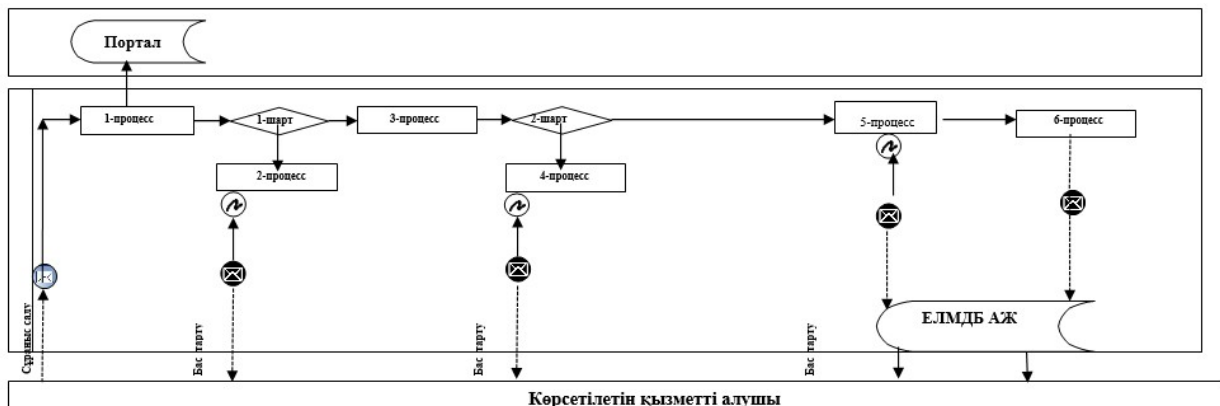 Портал
1-процесс
1-шарт
3-процесс
2-шарт
5-процесс
6-процесс
2-процесс
4-процесс
Сұраныс салу
Бас тарту
Бас тарту
Бас тарту
ЕЛМДБ АЖ
Көрсетілетін қызметті алушы